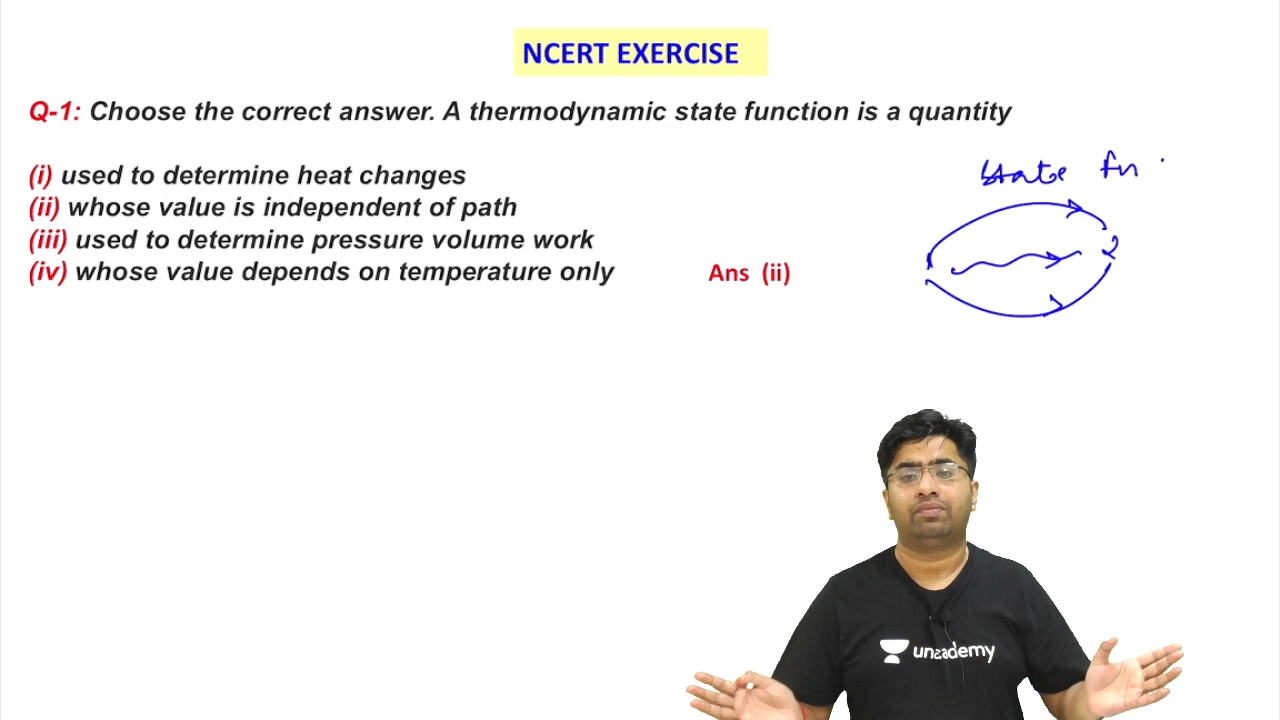 NCERT EXERCISE
Q-1: Choose the correct answer. A thermodynamic state function is a quantity
(i) used to determine heat changes
(ii) whose value is independent of path
(iii) used to determine pressure volume work
(iv) whose value depends on temperature only
Ans (ii)
State fn.
1
2
unacademy